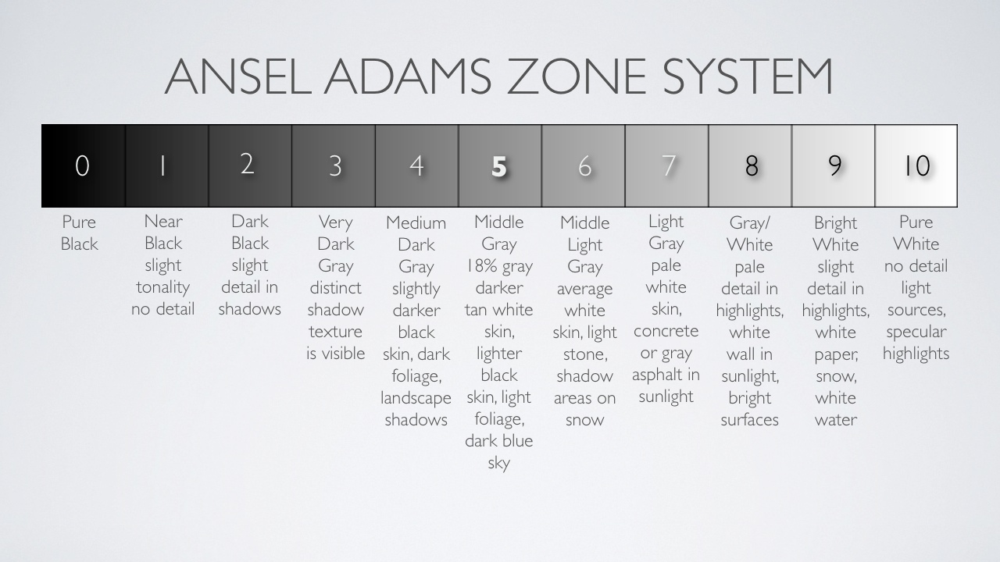 ANSEL ADAMS ZONE SYSTEM
0
1
2
3
4
5
6
7
8
9
10
Pure
Black
Near
Black
slight
tonality
no detail
Dark
Black
slight
detail in
shadows
Very
Dark
Gray
distinct
shadow
texture
is visible
Medium
Dark
Gray
slightly
darker
black
skin, dark
foliage,
landscape
shadows
Middle
Gray
18% gray
darker
tan white
skin,
lighter
black
skin, light
foliage,
dark blue
sky
Middle
Light
Gray
average
white
skin, light
stone,
shadow
areas on
snow
Light
Gray
pale
white
skin,
concrete
or gray
asphalt in
sunlight
Gray/
White
pale
detail in
highlights,
white
wall in
sunlight,
bright
surfaces
Bright
White
slight
detail in
highlights,
white
paper,
snow,
white
water
Pure
White
no detail
light
sources,
specular
highlights